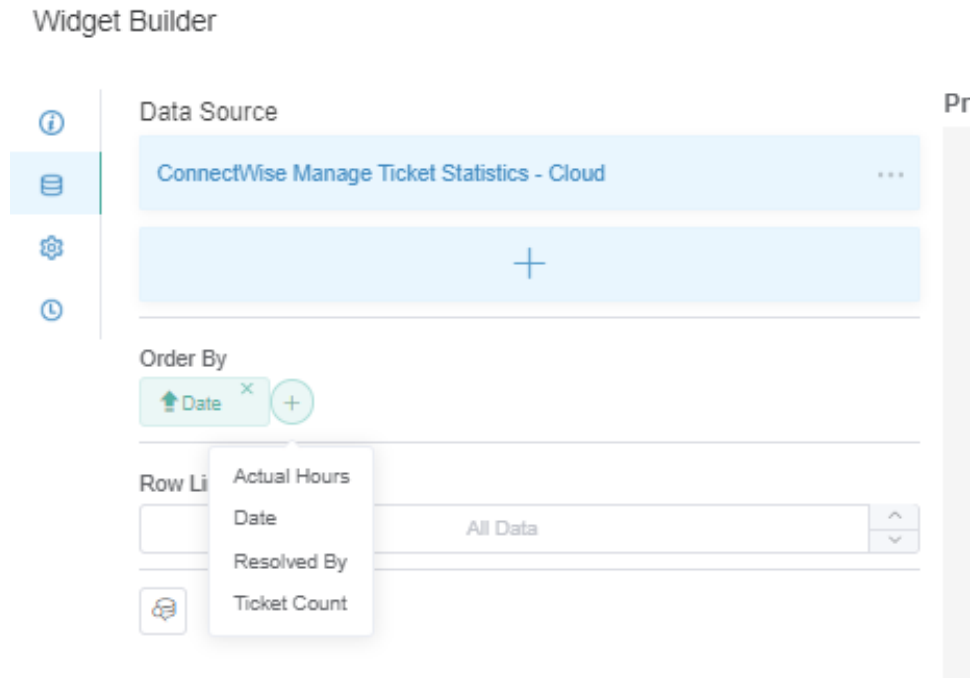 Widget Builder
Data Source
Pr
ConnectWise Manage Ticket Statistics - Cloud
Order By
Date
Actual Hours
Row Li
Date
All Data
Resolved By
Ticket Count